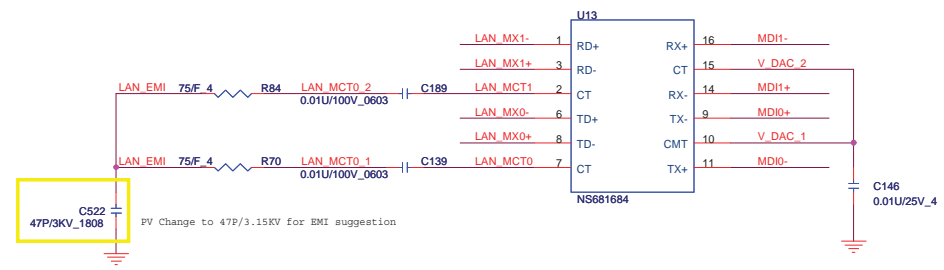 U13
LAN_MX1- 1 RD+ RX+ 16 MDI1-
LAN_MX1+ 3 RD- CT 15 V_DAC_2
LAN_EMI 75/F_4 R84 LAN_MCT0_2 C189 LAN_MCT1 2 CT RX- 14 MDI1+
0.01U/100V_0603
LAN_MX0- 6 TD+ TX- 9 MDI0+
LAN_MX0+ 8 TD- CMT 10 V_DAC_1
LAN_EMI 75/F_4 R70 LAN_MCT0_1 C139 LAN_MCT0 7 CT TX+ 11 MDI0-
0.01U/100V_0603
C146
0.01U/25V_4
NS681684
C522
47P/3KV_1808
PV Change to 47P/3.15KV for EMI suggestion